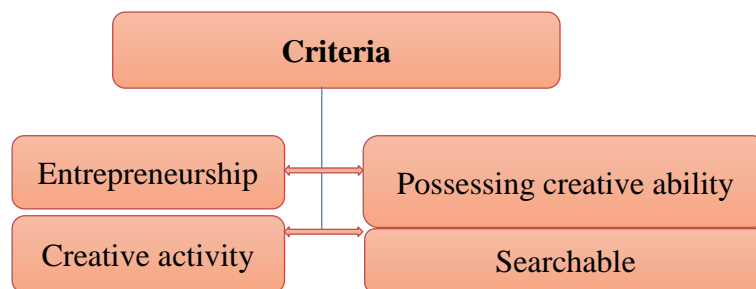 Criteria
Entrepreneurship
Possessing creative ability
Creative activity
Searchable